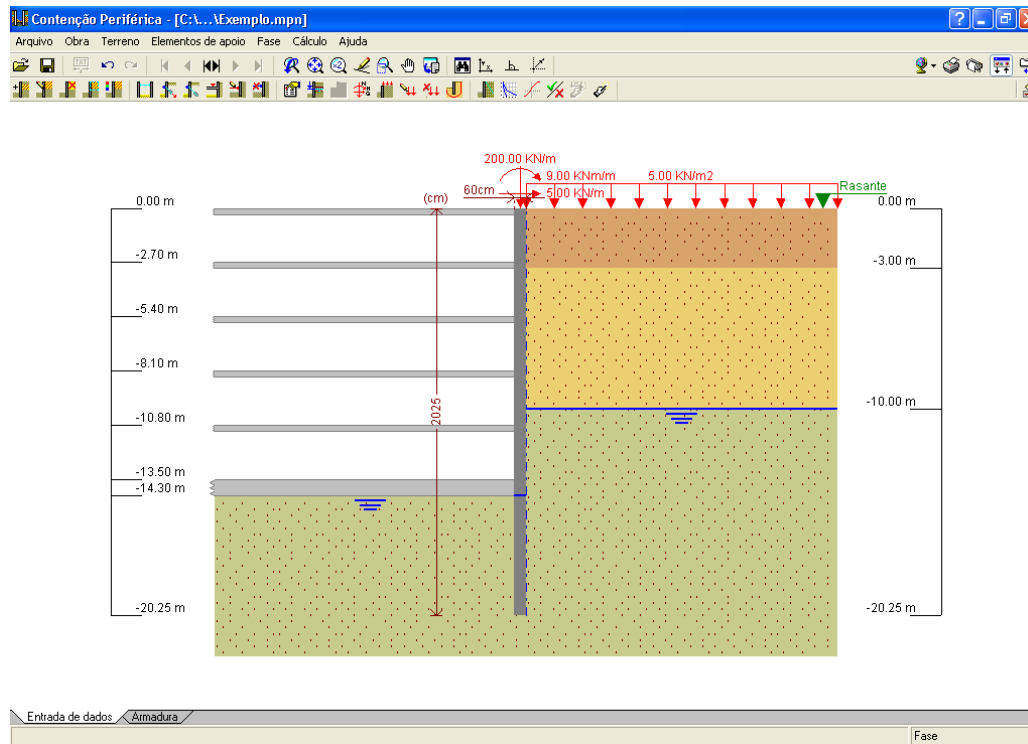 Contenção Periférica - [C:\...\Exemplo.mpn]
Arquivo Obra Terreno Elementos de apoio Fase Cálculo Ajuda
200.00 KN/m
9.00 KNm/m 5.00 KN/m2
60cm 5.00 KN/m Rasante
0.00 m (cm) 0.00 m
-2.70 m -3.00 m
-5.40 m
-8.10 m
-10.00 m
-10.80 m
2025
-13.50 m
-14.30 m
-20.25 m -20.25 m
Entrada de dados Armadura
Fase